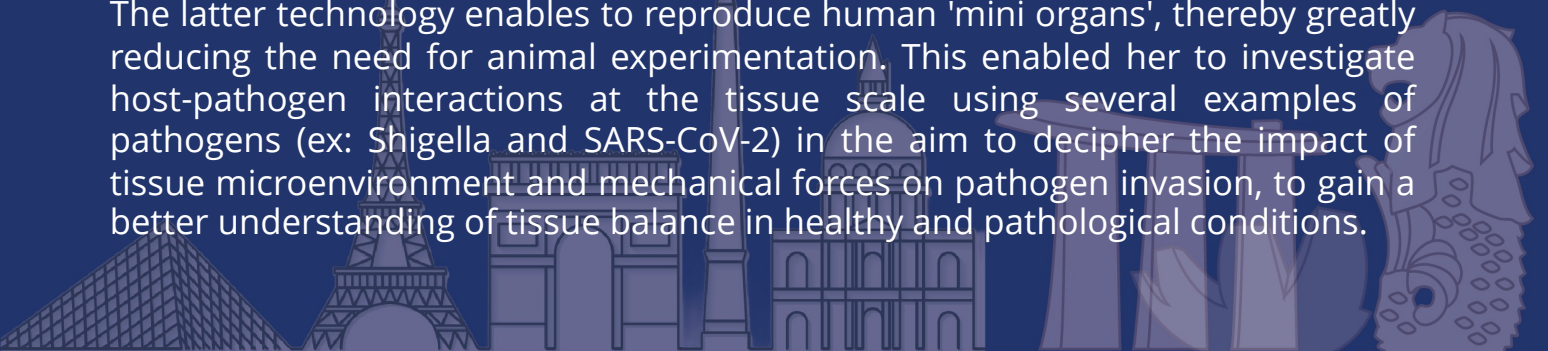 The latter technology enables to reproduce human 'mini organs', thereby greatly
reducing the need for animal experimentation. This enabled her to investigate
host-pathogen interactions at the tissue scale using several examples of
pathogens (ex: Shigella and SARS-CoV-2) in the aim to decipher the impact of
tissue microenvironment and mechanical forces on pathogen invasion, to gain a
better understanding of tissue balance in healthy and pathological conditions.